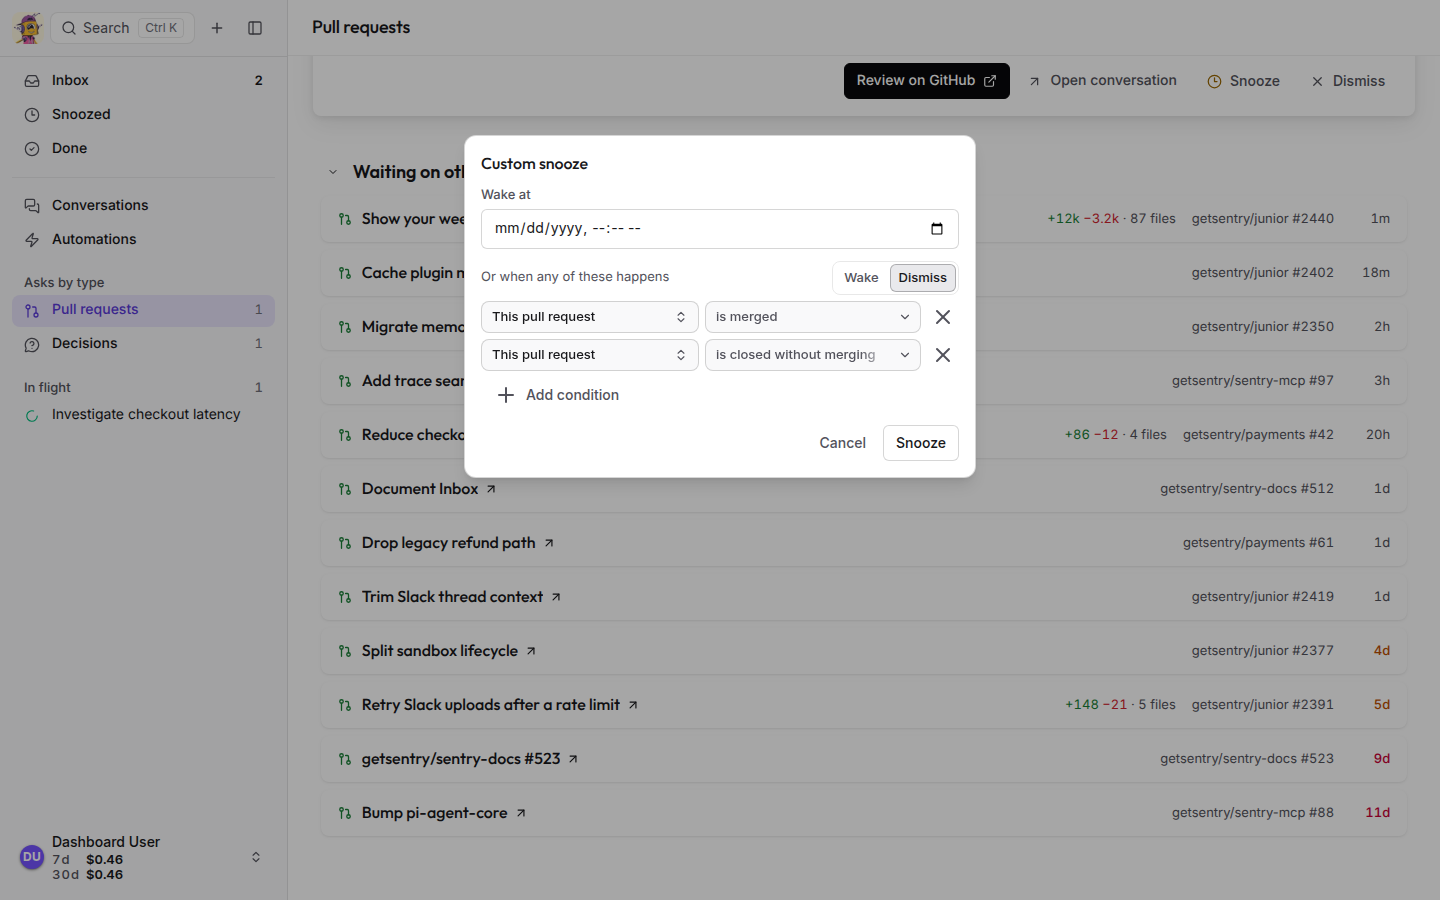 Search Ctrl K
Pull requests
Inbox 2
Snoozed
Done
Conversations
Automations
Asks by type
Pull requests 1
Decisions 1
In flight 1
Investigate checkout latency
Dashboard User
DU
7d $0.46
30d $0.46
Review on GitHub Open conversation Snooze Dismiss
Custom snooze
Wake at
mm/dd/yyyy, --:-- --
Or when any of these happens Wake Dismiss
This pull request is merged
This pull request is closed without merging
Add condition
Cancel Snooze
Waiting on
Show your +12k −3.2k · 87 files getsentry/junior #2440 1m
Cache plugin getsentry/junior #2402 18m
Migrate getsentry/junior #2350 2h
Add trace getsentry/sentry-mcp #97 3h
Reduce +86 −12 · 4 files getsentry/payments #42 20h
Document Inbox getsentry/sentry-docs #512 1d
Drop legacy refund path getsentry/payments #61 1d
Trim Slack thread context getsentry/junior #2419 1d
Split sandbox lifecycle getsentry/junior #2377 4d
Retry Slack uploads after a rate limit +148 −21 · 5 files getsentry/junior #2391 5d
getsentry/sentry-docs #523 getsentry/sentry-docs #523 9d
Bump pi-agent-core getsentry/sentry-mcp #88 11d